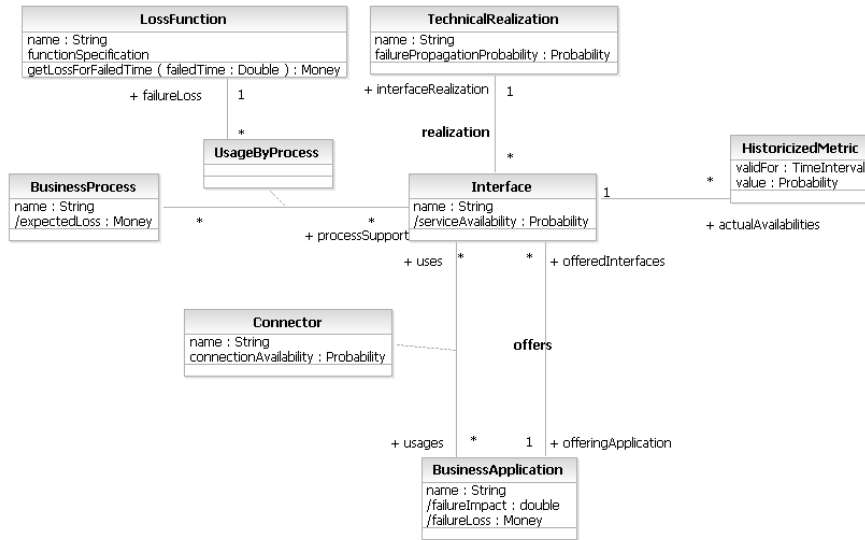 LossFunction
name : String
functionSpecification
getLossForFailedTime ( failedTime : Double ) : Money
TechnicalRealization
name : String
failurePropagationProbability : Probability
+ failureLoss
1
+ interfaceRealization
1
realization
*
UsageByProcess
*
HistoricizedMetric
validFor : TimeInterval
value : Probability
BusinessProcess
name : String
/expectedLoss : Money
Interface
name : String
/serviceAvailability : Probability
1
*
*
*
+ processSupport
+ actualAvailabilities
+ uses
*
*
+ offeredInterfaces
Connector
name : String
connectionAvailability : Probability
offers
+ usages
*
1
+ offeringApplication
BusinessApplication
name : String
/failureImpact : double
/failureLoss : Money